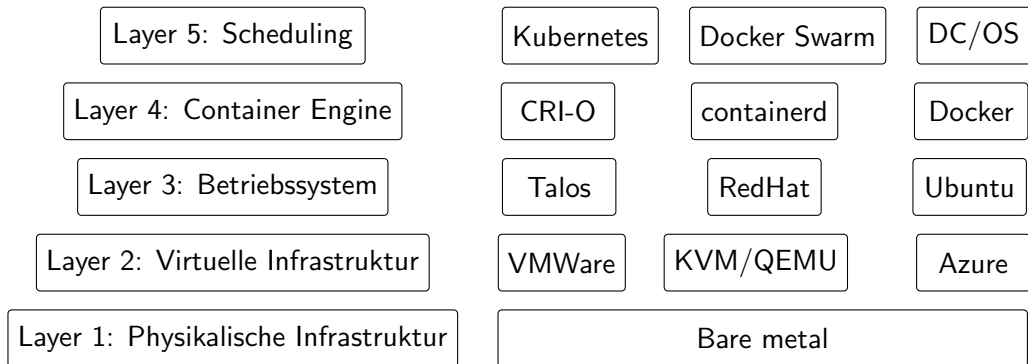 Layer 5: Scheduling Kubernetes Docker Swarm DC/OS
Layer 4: Container Engine CRI-O containerd Docker
Layer 3: Betriebssystem Talos RedHat Ubuntu
Layer 2: Virtuelle Infrastruktur VMWare KVM/QEMU Azure
Layer 1: Physikalische Infrastruktur Bare metal